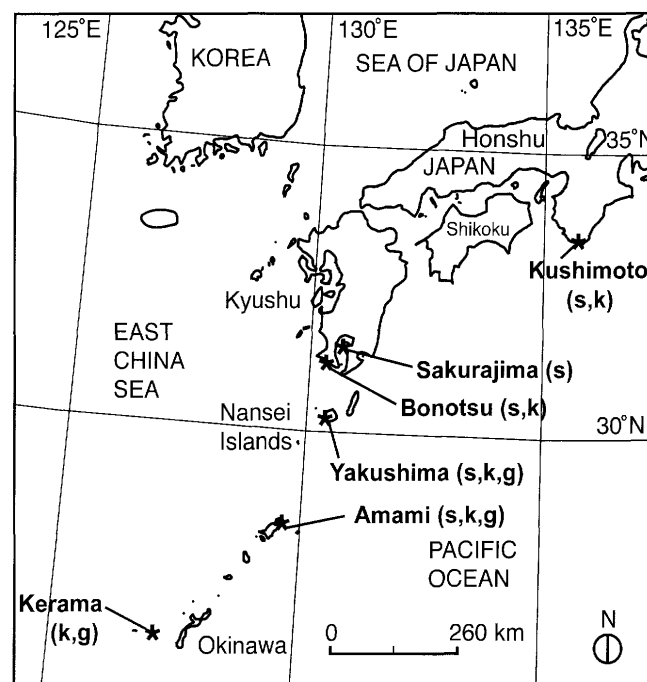 125°E
130°E
135°E
KOREA
SEA OF JAPAN
Honshu
35°N
JAPAN
Shikoku
Kushimoto
(s,k)
Kyushu
EAST
CHINA
SEA
Sakurajima (s)
Bonotsu (s,k)
Nansei
Islands
30°N
Yakushima (s,k,g)
Amami (s,k,g)
PACIFIC
OCEAN
Kerama
(k,g)
Okinawa
0
260 km
N